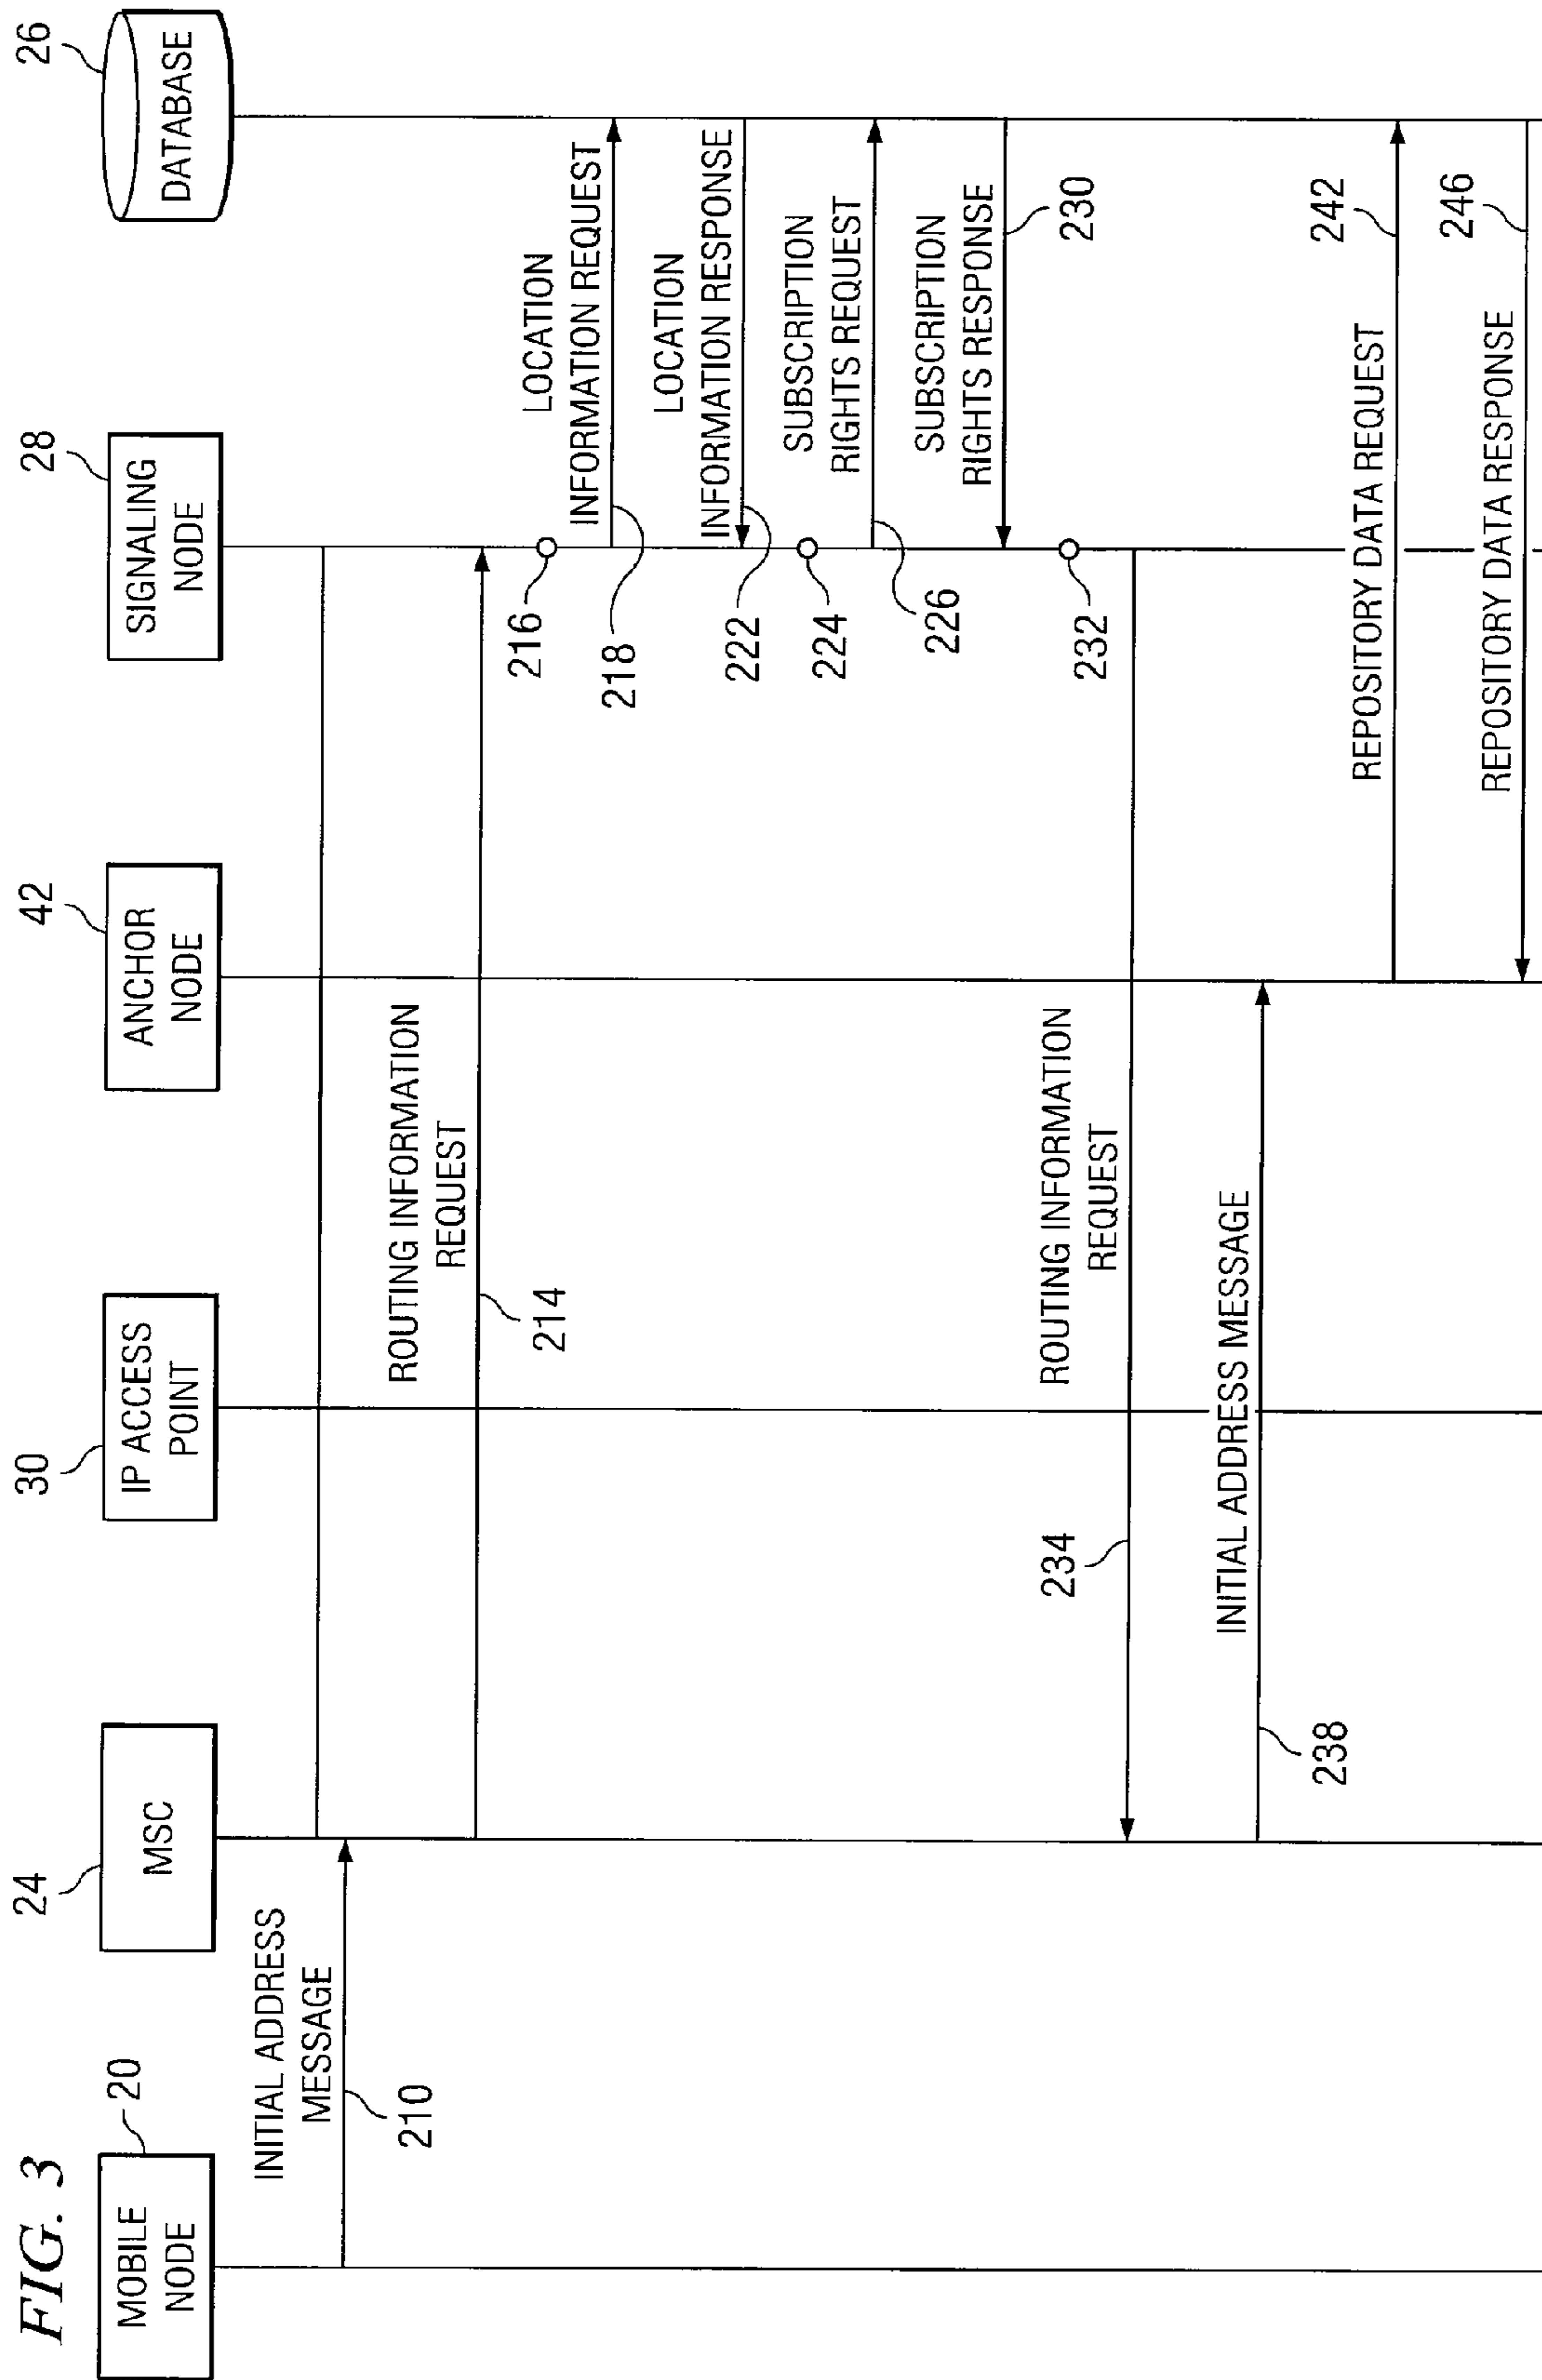 FIG. 3
MOBILE
NODE
20
24
MSC
30
IP ACCESS
POINT
42
ANCHOR
NODE
28
SIGNALING
NODE
26
DATABASE
INITIAL ADDRESS
MESSAGE
210
ROUTING INFORMATION
REQUEST
214
216
LOCATION
INFORMATION REQUEST
218
LOCATION
INFORMATION RESPONSE
222
224
SUBSCRIPTION
RIGHTS REQUEST
226
SUBSCRIPTION
RIGHTS RESPONSE
230
232
ROUTING INFORMATION
REQUEST
234
INITIAL ADDRESS MESSAGE
238
REPOSITORY DATA REQUEST
242
REPOSITORY DATA RESPONSE
246